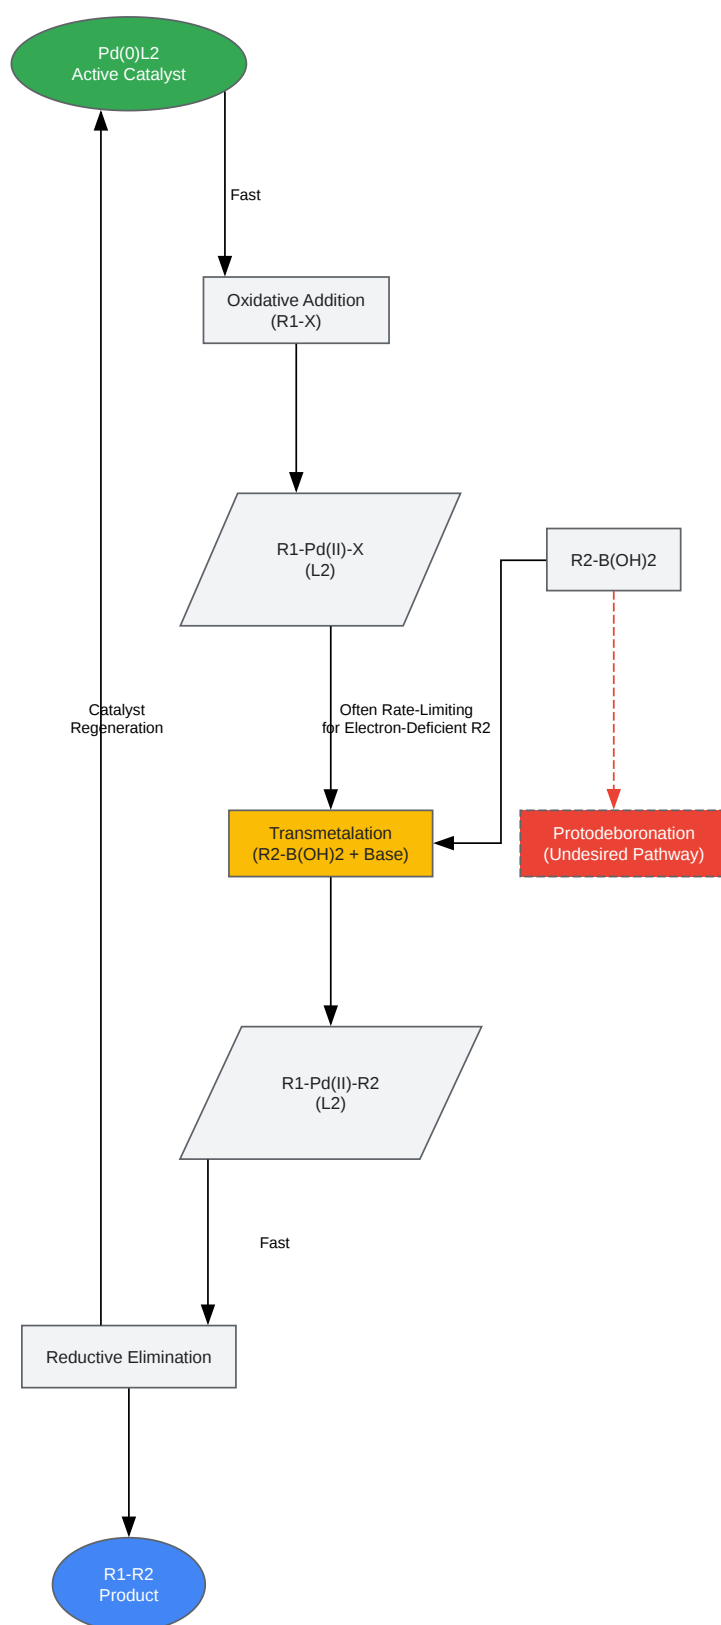 Pd(0)L2
Active Catalyst
Fast
Oxidative Addition
(R1-X)
R1-Pd(II)-X
(L2)
R2-B(OH)2
Catalyst
Regeneration
Often Rate-Limiting
for Electron-Deficient R2
Transmetalation
(R2-B(OH)2 + Base)
Protodeboronation
(Undesired Pathway)
R1-Pd(II)-R2
(L2)
Fast
Reductive Elimination
R1-R2
Product